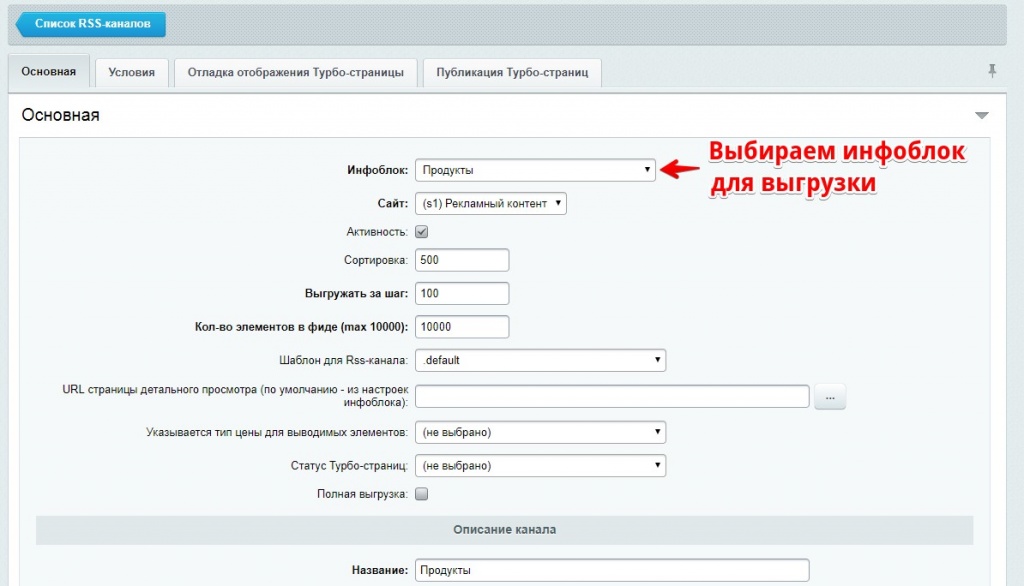 Список RSS-каналов
Основная
Условия
Отладка отображения Турбо-страницы
Публикация Турбо-страниц
Основная
Инфоблок: Продукты
Выбираем инфоблок
для выгрузки
Сайт: (s1) Рекламный контент
Активность:
Сортировка: 500
Выгружать за шаг: 100
Кол-во элементов в фиде (max 10000): 10000
Шаблон для Rss-канала: .default
URL страницы детального просмотра (по умолчанию - из настроек
инфоблока): ...
Указывается тип цены для выводимых элементов: (не выбрано)
Статус Турбо-страниц: (не выбрано)
Полная выгрузка:
Описание канала
Название: Продукты